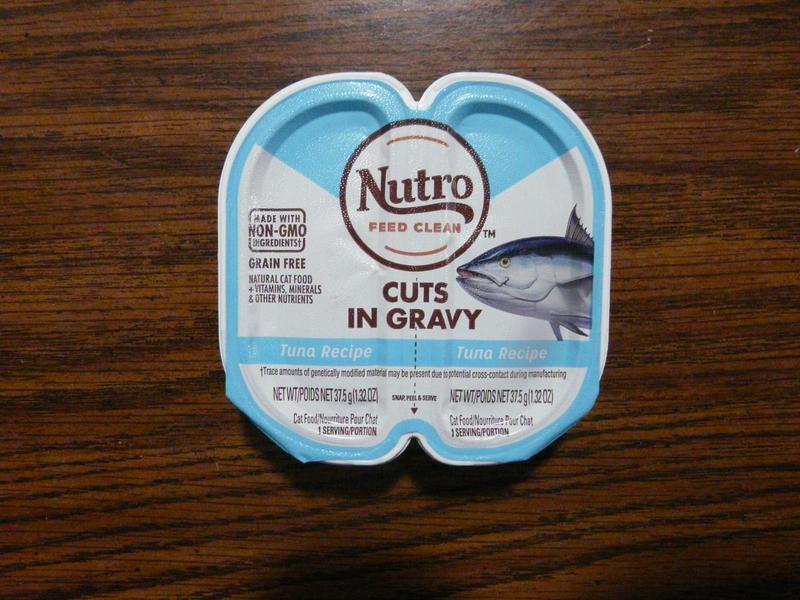 Nutro
FEED CLEAN
TM
MADE WITH
NON-GMO
INGREDIENTS†
GRAIN FREE
NATURAL CAT FOOD
+ VITAMINS, MINERALS
& OTHER NUTRIENTS
CUTS
IN GRAVY
Tuna Recipe
Tuna Recipe
†Trace amounts of genetically modified material may be present due to potential cross-contact during manufacturing
NET WT/POIDS NET 37.5 g (1.32 OZ)
SNAP, PEEL & SERVE
NET WT/POIDS NET 37.5 g (1.32 OZ)
Cat Food/Nourriture Pour Chat
1 SERVING/PORTION
Cat Food/Nourriture Pour Chat
1 SERVING/PORTION